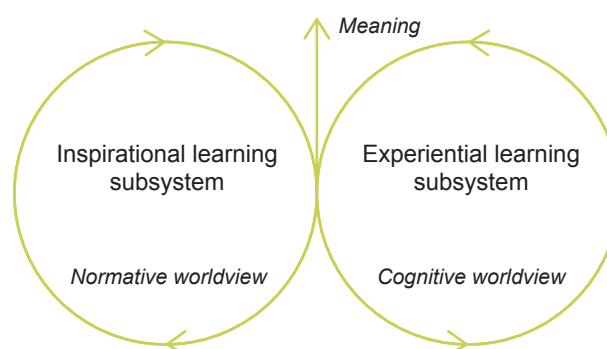 Meaning
Inspirational learning
subsystem
Experiential learning
subsystem
Normative worldview
Cognitive worldview